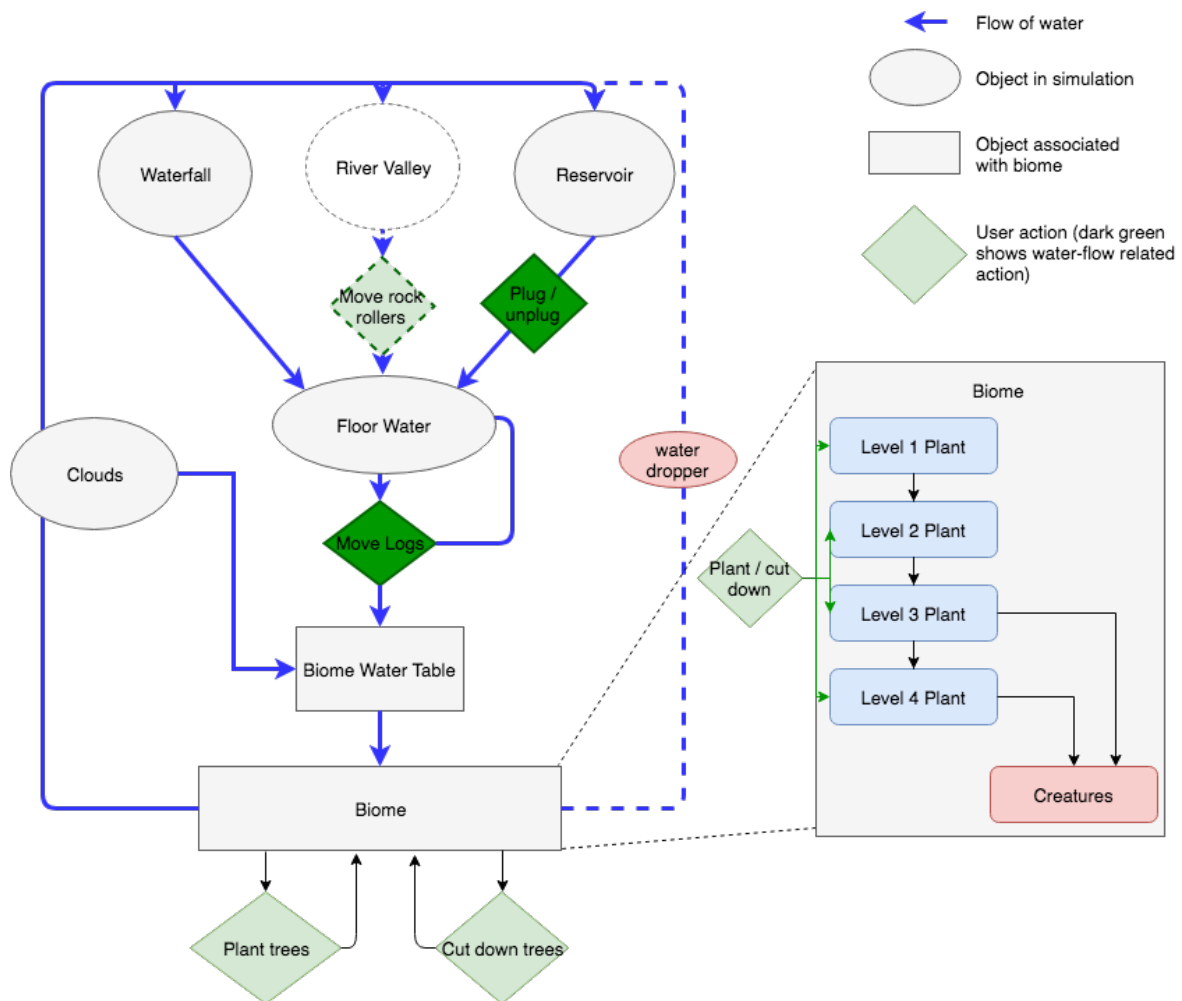 Flow of water
Object in simulation
Object associated
with biome
User action (dark green
shows water-flow related
action)
Waterfall
River Valley
Reservoir
Move rock
rollers
Plug /
unplug
Floor Water
Clouds
water
dropper
Move Logs
Biome Water Table
Biome
Plant trees
Cut down trees
Biome
Level 1 Plant
Level 2 Plant
Plant / cut
down
Level 3 Plant
Level 4 Plant
Creatures